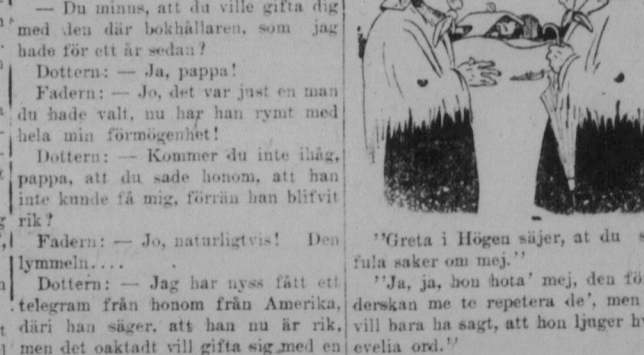 — Du minns, att du ville gifta dig
med den där bokhållaren, som jag
hade för ett år sedan?
Dottern: — Ja, pappa!
Fadern: — Jo, det var just en man
du hade valt, nu har han rymt med
hela min förmögenhet!
Dottern: — Kommer du inte ihåg,
pappa, att du sade honom, att han
inte kunde få mig, förrän han blifvit
rik?
Fadern: — Jo, naturligtvis! Den
lymmeln....
Dottern: — Jag har nyss fått ett
telegram från honom från Amerika,
däri han säger, att han nu är rik,
men det oaktadt vill gifta sig med en
"Greta i Högen säjer, at du
fula saker om mej."
"Ja, ja, hon hota' mej, den
derskan me te repetera de', men
vill bara ha sagt, att hon ljuger
evelia ord."